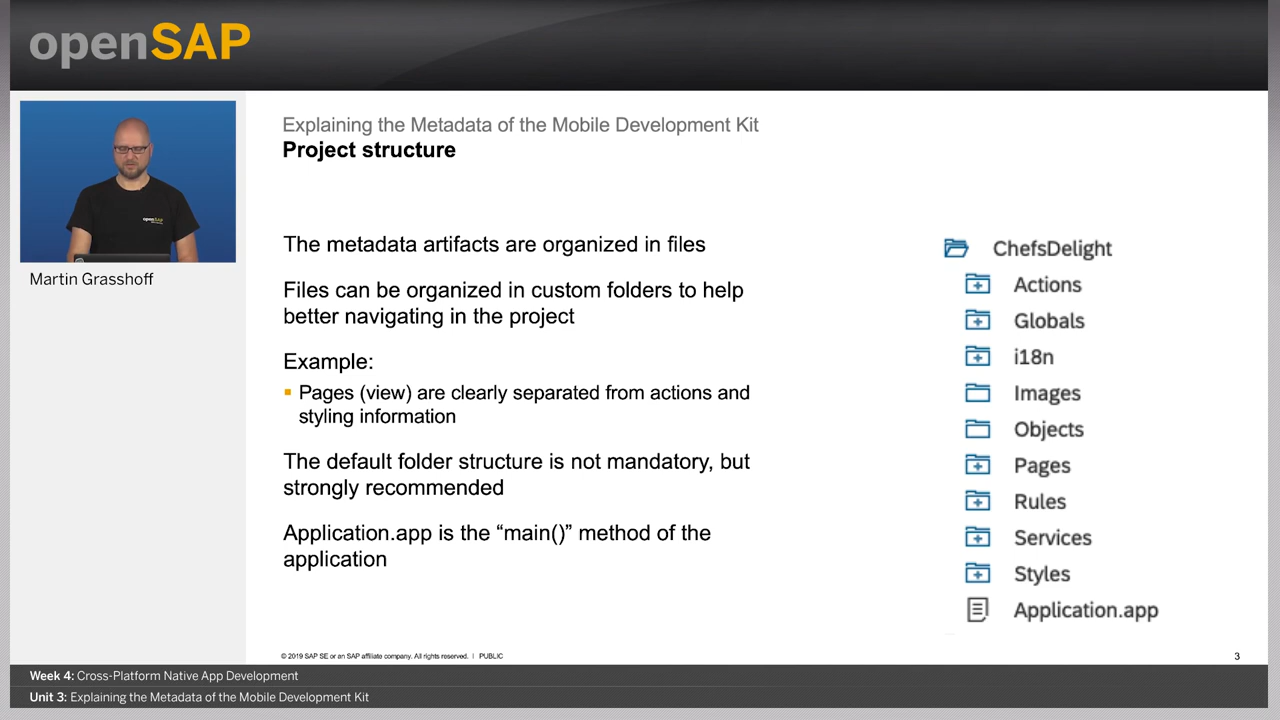 openSAP
Explaining the Metadata of the Mobile Development Kit
Project structure
Martin Grasshoff
The metadata artifacts are organized in files
Files can be organized in custom folders to help
better navigating in the project
Example:
Pages (view) are clearly separated from actions and
styling information
The default folder structure is not mandatory, but
strongly recommended
Application.app is the “main()” method of the
application
ChefsDelight
Actions
Globals
i18n
Images
Objects
Pages
Rules
Services
Styles
Application.app
© 2019 SAP SE or an SAP affiliate company. All rights reserved. | PUBLIC
3
Week 4: Cross-Platform Native App Development
Unit 3: Explaining the Metadata of the Mobile Development Kit